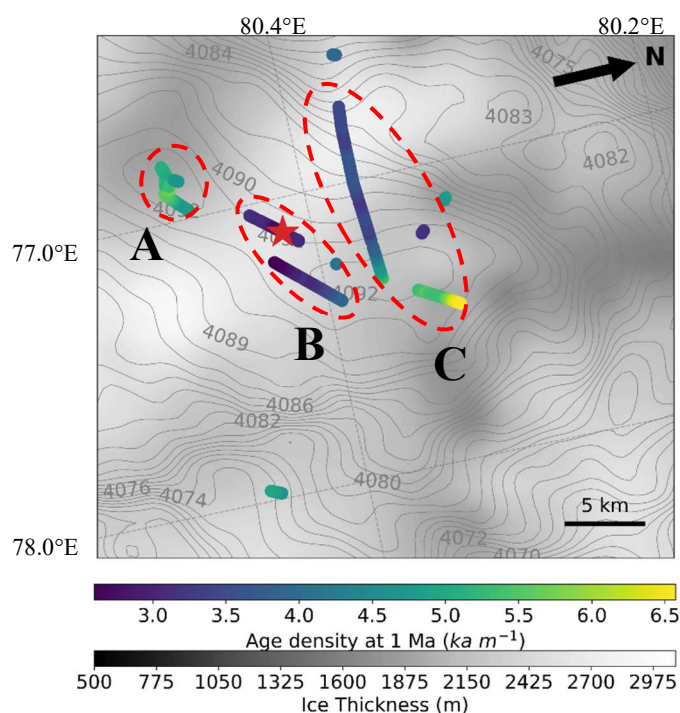 80.4°E
80.2°E
4084
4075
N
4083
4082
4090
A
77.0°E
4092
B
C
4089
4086
4082
5 km
4080
4076
4074
4072
4070
78.0°E
3.0 3.5 4.0 4.5 5.0 5.5 6.0 6.5
Age density at 1 Ma (ka m⁻¹)
500 775 1050 1325 1600 1875 2150 2425 2700 2975
Ice Thickness (m)